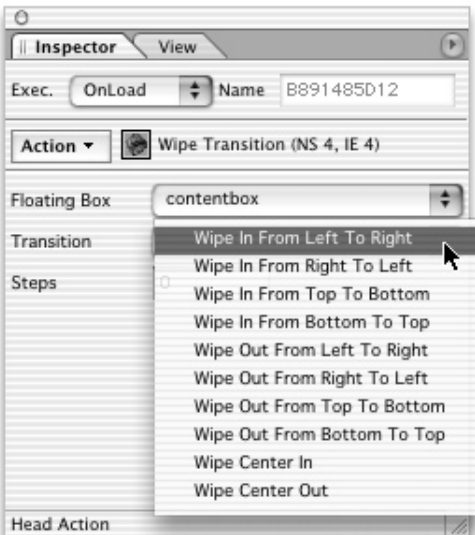 Inspector View
Exec. OnLoad Name B891485D12
Action Wipe Transition (NS 4, IE 4)
Floating Box contentbox
Transition Wipe In From Left To Right
Wipe In From Right To Left
Steps 0 Wipe In From Top To Bottom
Wipe In From Bottom To Top
Wipe Out From Left To Right
Wipe Out From Right To Left
Wipe Out From Top To Bottom
Wipe Out From Bottom To Top
Wipe Center In
Wipe Center Out
Head Action